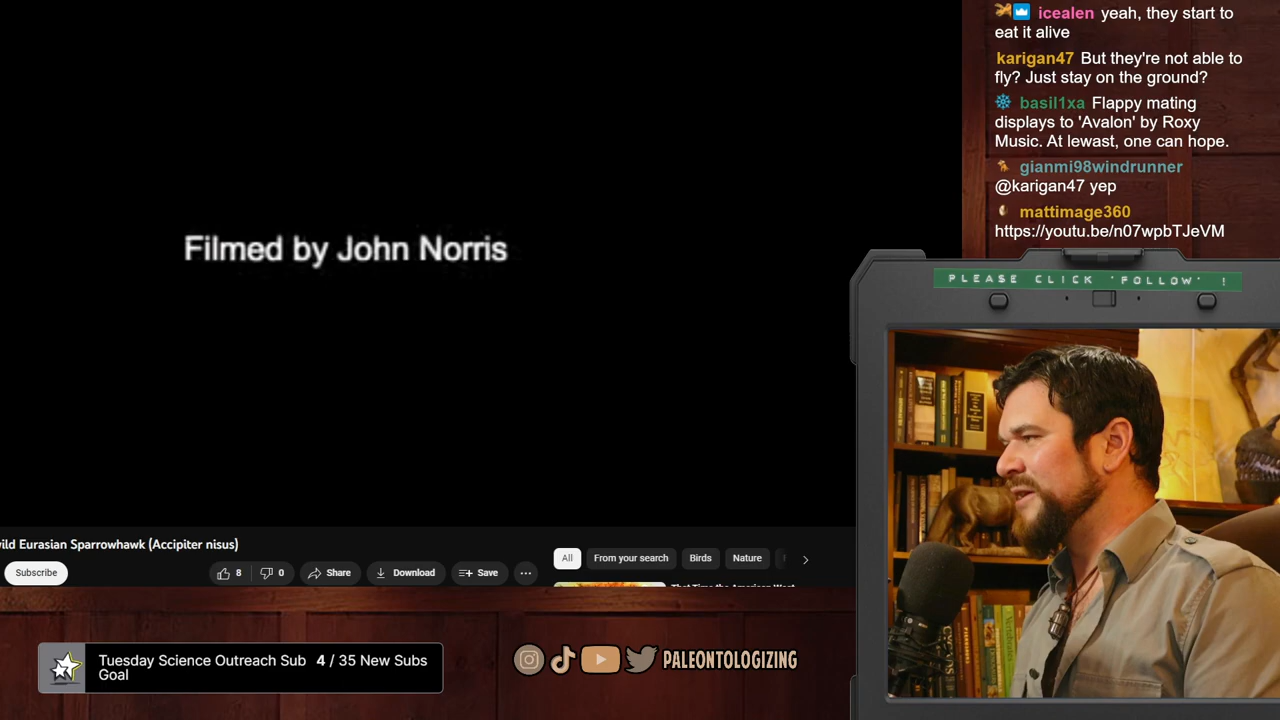 icealen yeah, they start to
eat it alive
karigan47 But they're not able to
fly? Just stay on the ground?
basil1xa Flappy mating
displays to 'Avalon' by Roxy
Music. At lewast, one can hope.
gianmi98windrunner
@karigan47 yep
mattimage360
https://youtu.be/n07wpbTJeVM
Filmed by John Norris
PLEASE CLICK 'FOLLOW' !
ild Eurasian Sparrowhawk (Accipiter nisus)
Subscribe
8
0
Share
Download
Save
All
From your search
Birds
Nature
Tuesday Science Outreach Sub 4 / 35 New Subs
Goal
PALEONTOLOGIZING